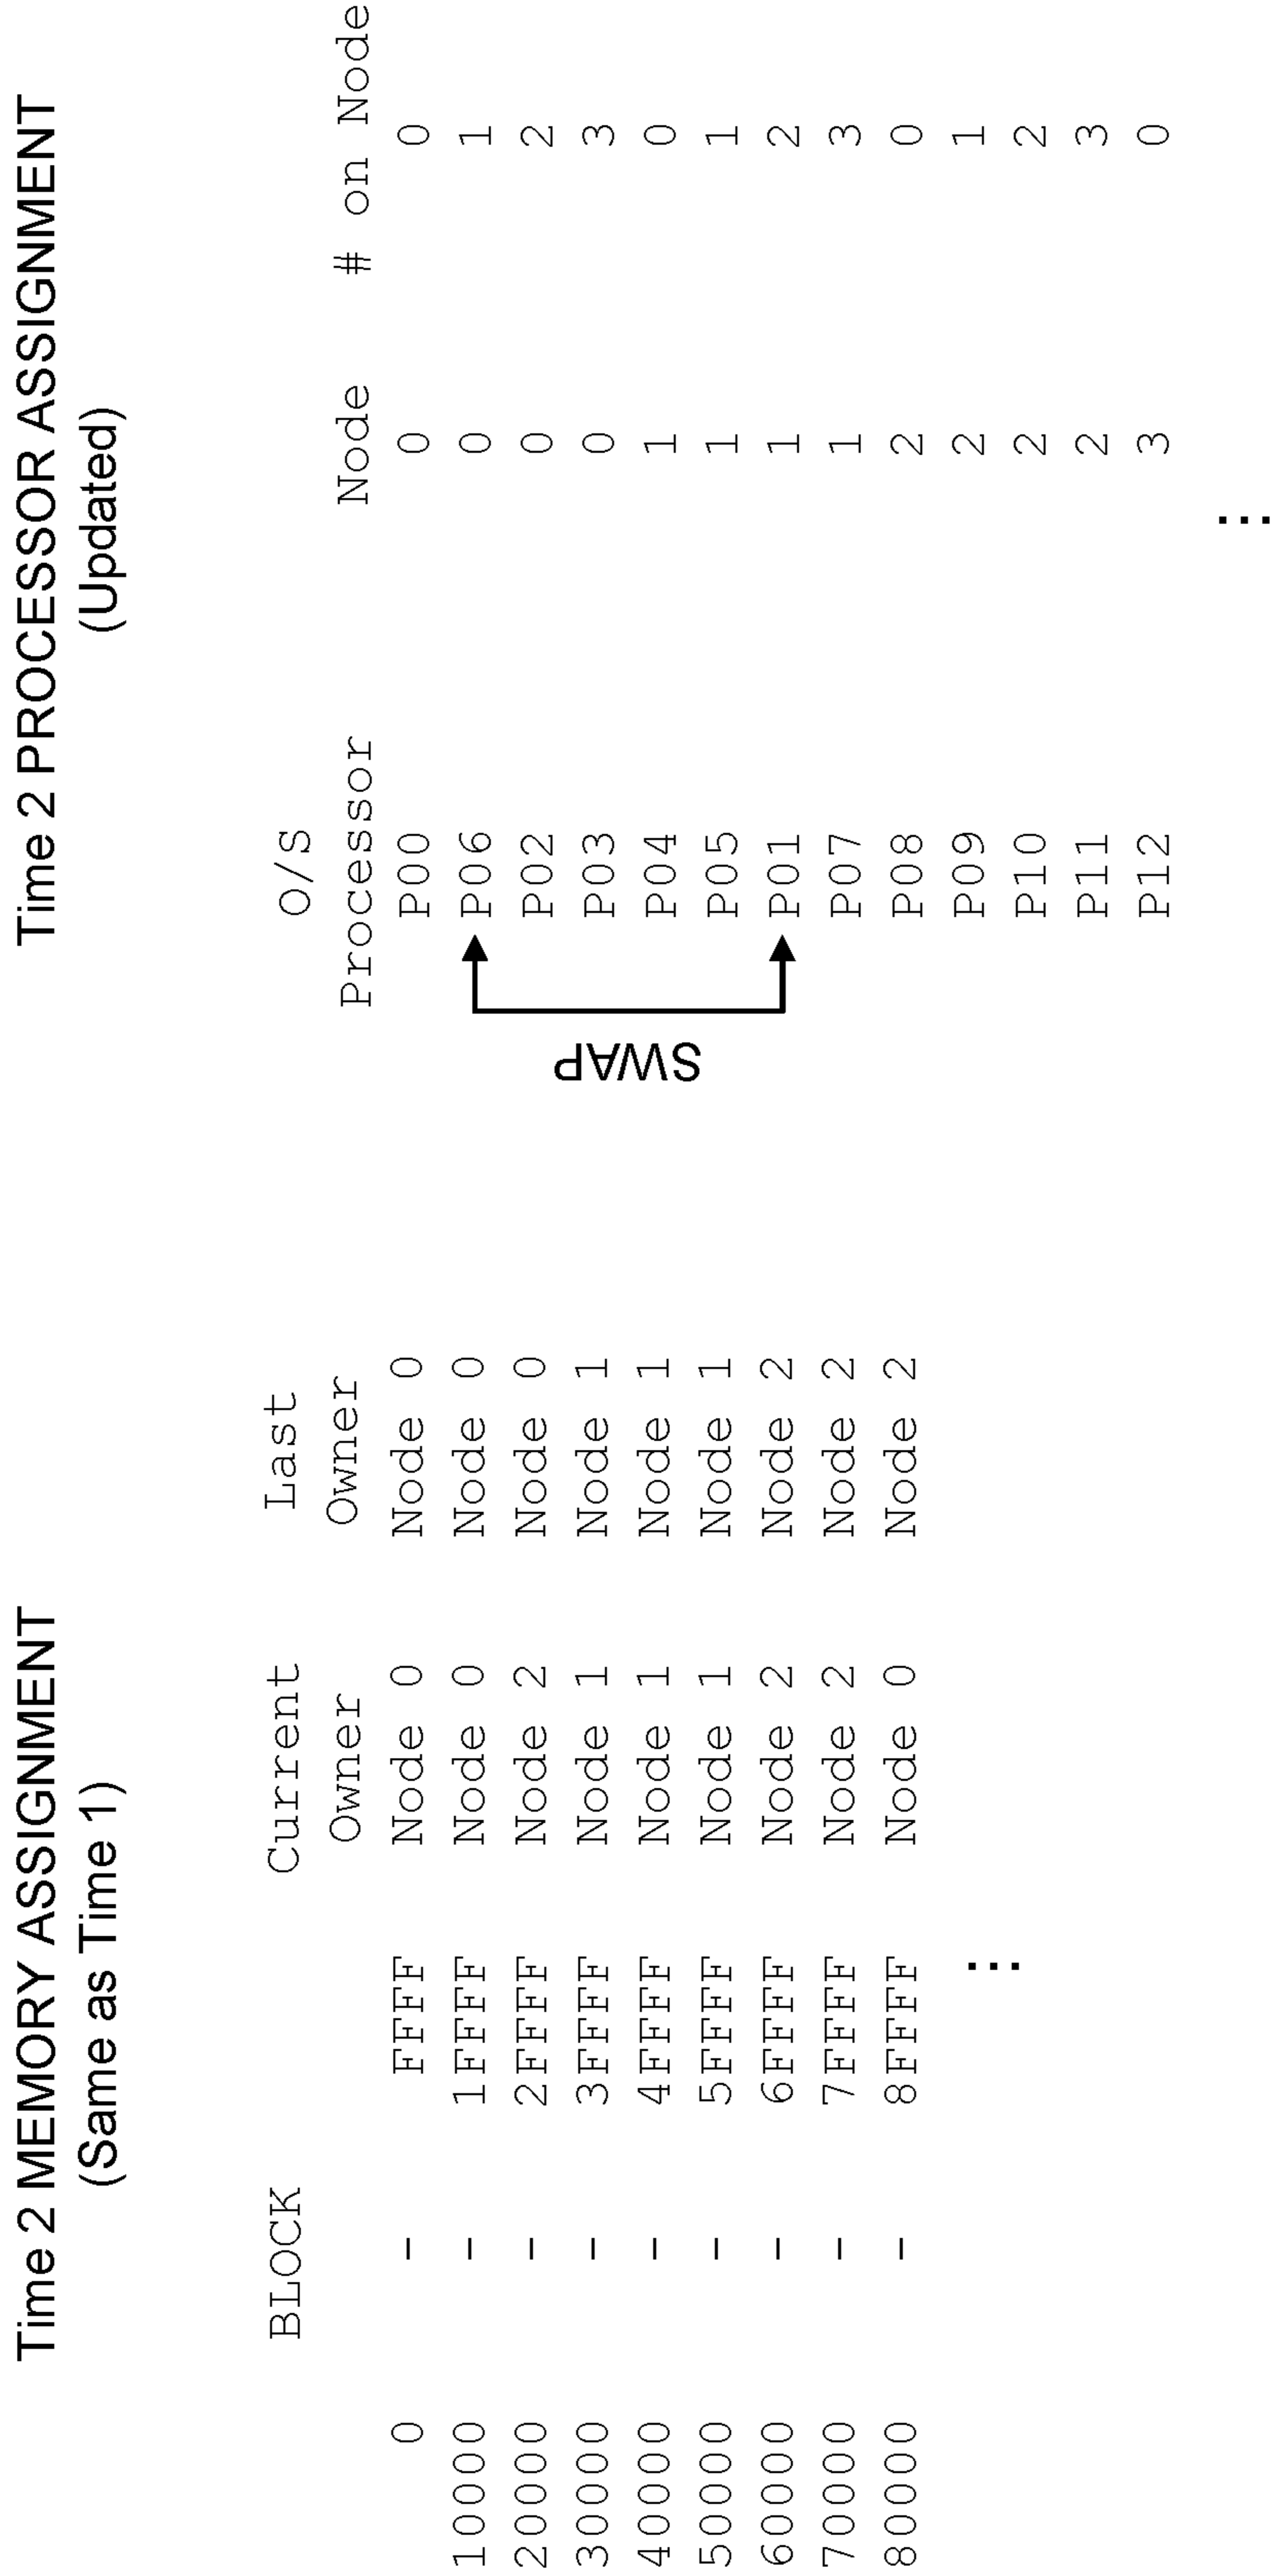 Time 2 MEMORY ASSIGNMENT
(Same as Time 1)
BLOCK Current Last
Owner Owner
0 - FFFF Node 0 Node 0
10000 - 1FFFF Node 0 Node 0
20000 - 2FFFF Node 2 Node 0
30000 - 3FFFF Node 1 Node 1
40000 - 4FFFF Node 1 Node 1
50000 - 5FFFF Node 1 Node 1
60000 - 6FFFF Node 2 Node 2
70000 - 7FFFF Node 2 Node 2
80000 - 8FFFF Node 0 Node 2
...
Time 2 PROCESSOR ASSIGNMENT
(Updated)
O/S
Processor Node # on Node
P00 0 0
P06 0 1
P02 0 2
P03 0 3
P04 1 0
P05 1 1
P01 1 2
P07 1 3
P08 2 0
P09 2 1
P10 2 2
P11 2 3
P12 3 0
...
SWAP